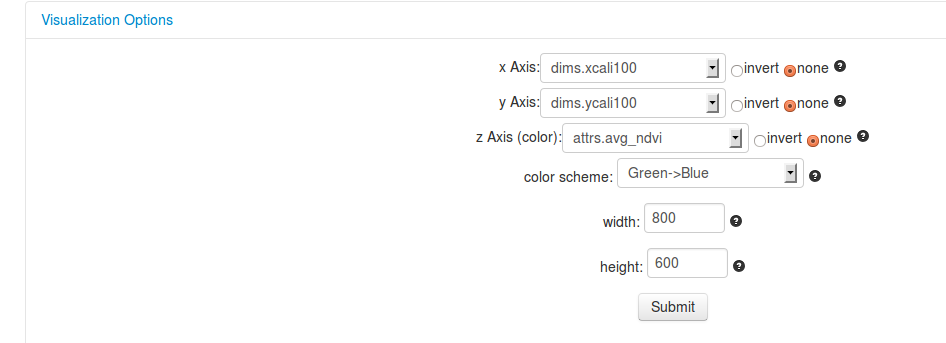 Visualization Options
x Axis: dims.xcali100 invert none ?
y Axis: dims.ycali100 invert none ?
z Axis (color): attrs.avg_ndvi invert none ?
color scheme: Green->Blue ?
width: 800 ?
height: 600 ?
Submit